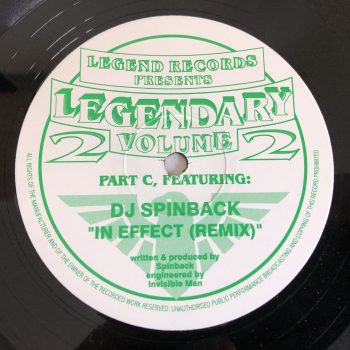 LEGEND RECORDS
PRESENTS
LEGENDARY
2 VOLUME 2
PART C, FEATURING:
DJ SPINBACK
"IN EFFECT (REMIX)"
written & produced by
Spinback
engineered by
Invisible Man
ALL RIGHTS OF THE MANUFACTURER AND OF THE OWNER OF THE RECORDED WORK RESERVED. UNAUTHORISED PUBLIC PERFORMANCE BROADCASTING AND COPYING OF THIS RECORD PROHIBITED